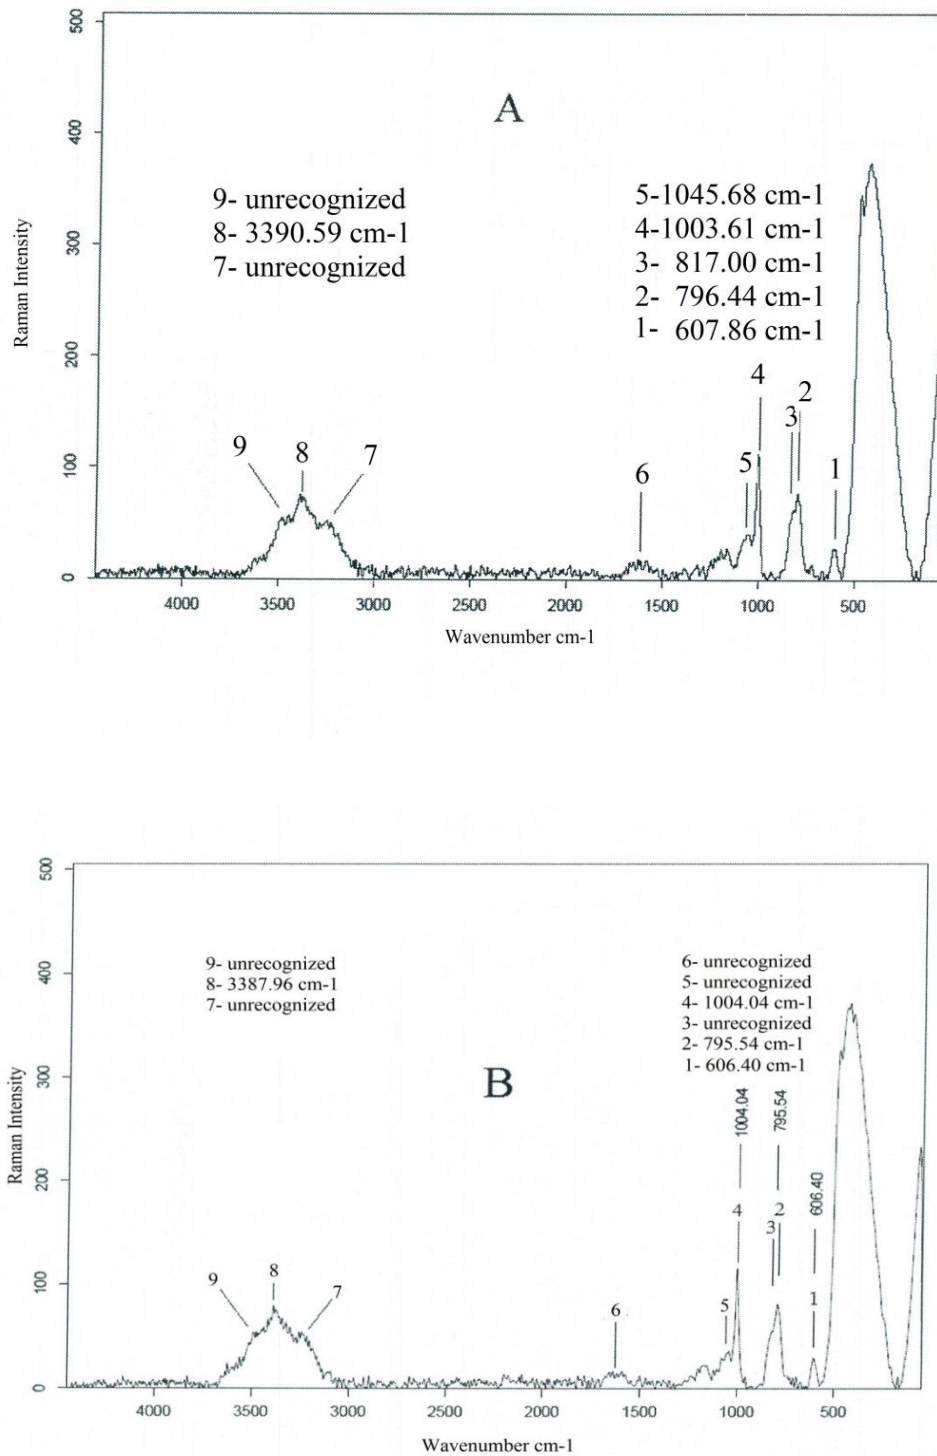 500
A
400
9- unrecognized
8- 3390.59 cm-1
7- unrecognized
5-1045.68 cm-1
4-1003.61 cm-1
3- 817.00 cm-1
2- 796.44 cm-1
1- 607.86 cm-1
Raman Intensity
300
200
4
2
3
9
8
7
5
1
6
100
0
4000 3500 3000 2500 2000 1500 1000 500
Wavenumber cm-1
500
9- unrecognized
8- 3387.96 cm-1
7- unrecognized
6- unrecognized
5- unrecognized
4- 1004.04 cm-1
3- unrecognized
2- 795.54 cm-1
1- 606.40 cm-1
400
B
300
1004.04
795.54
606.40
Raman Intensity
200
4
2
3
1
9
8
7
5
6
100
0
4000 3500 3000 2500 2000 1500 1000 500
Wavenumber cm-1